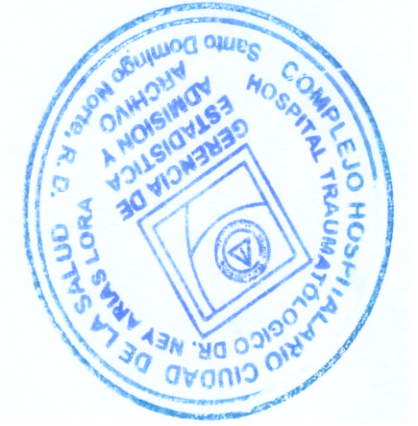 COMPLEJO HOSPITALARIO CIUDAD DE LA SALUD
HOSPITAL TRAUMATOLOGICO DR. NEY ARIAS LORA
GERENCIA DE
ESTADISTICA
ADMISION Y
ARCHIVO
Santo Domingo Norte, R. D.